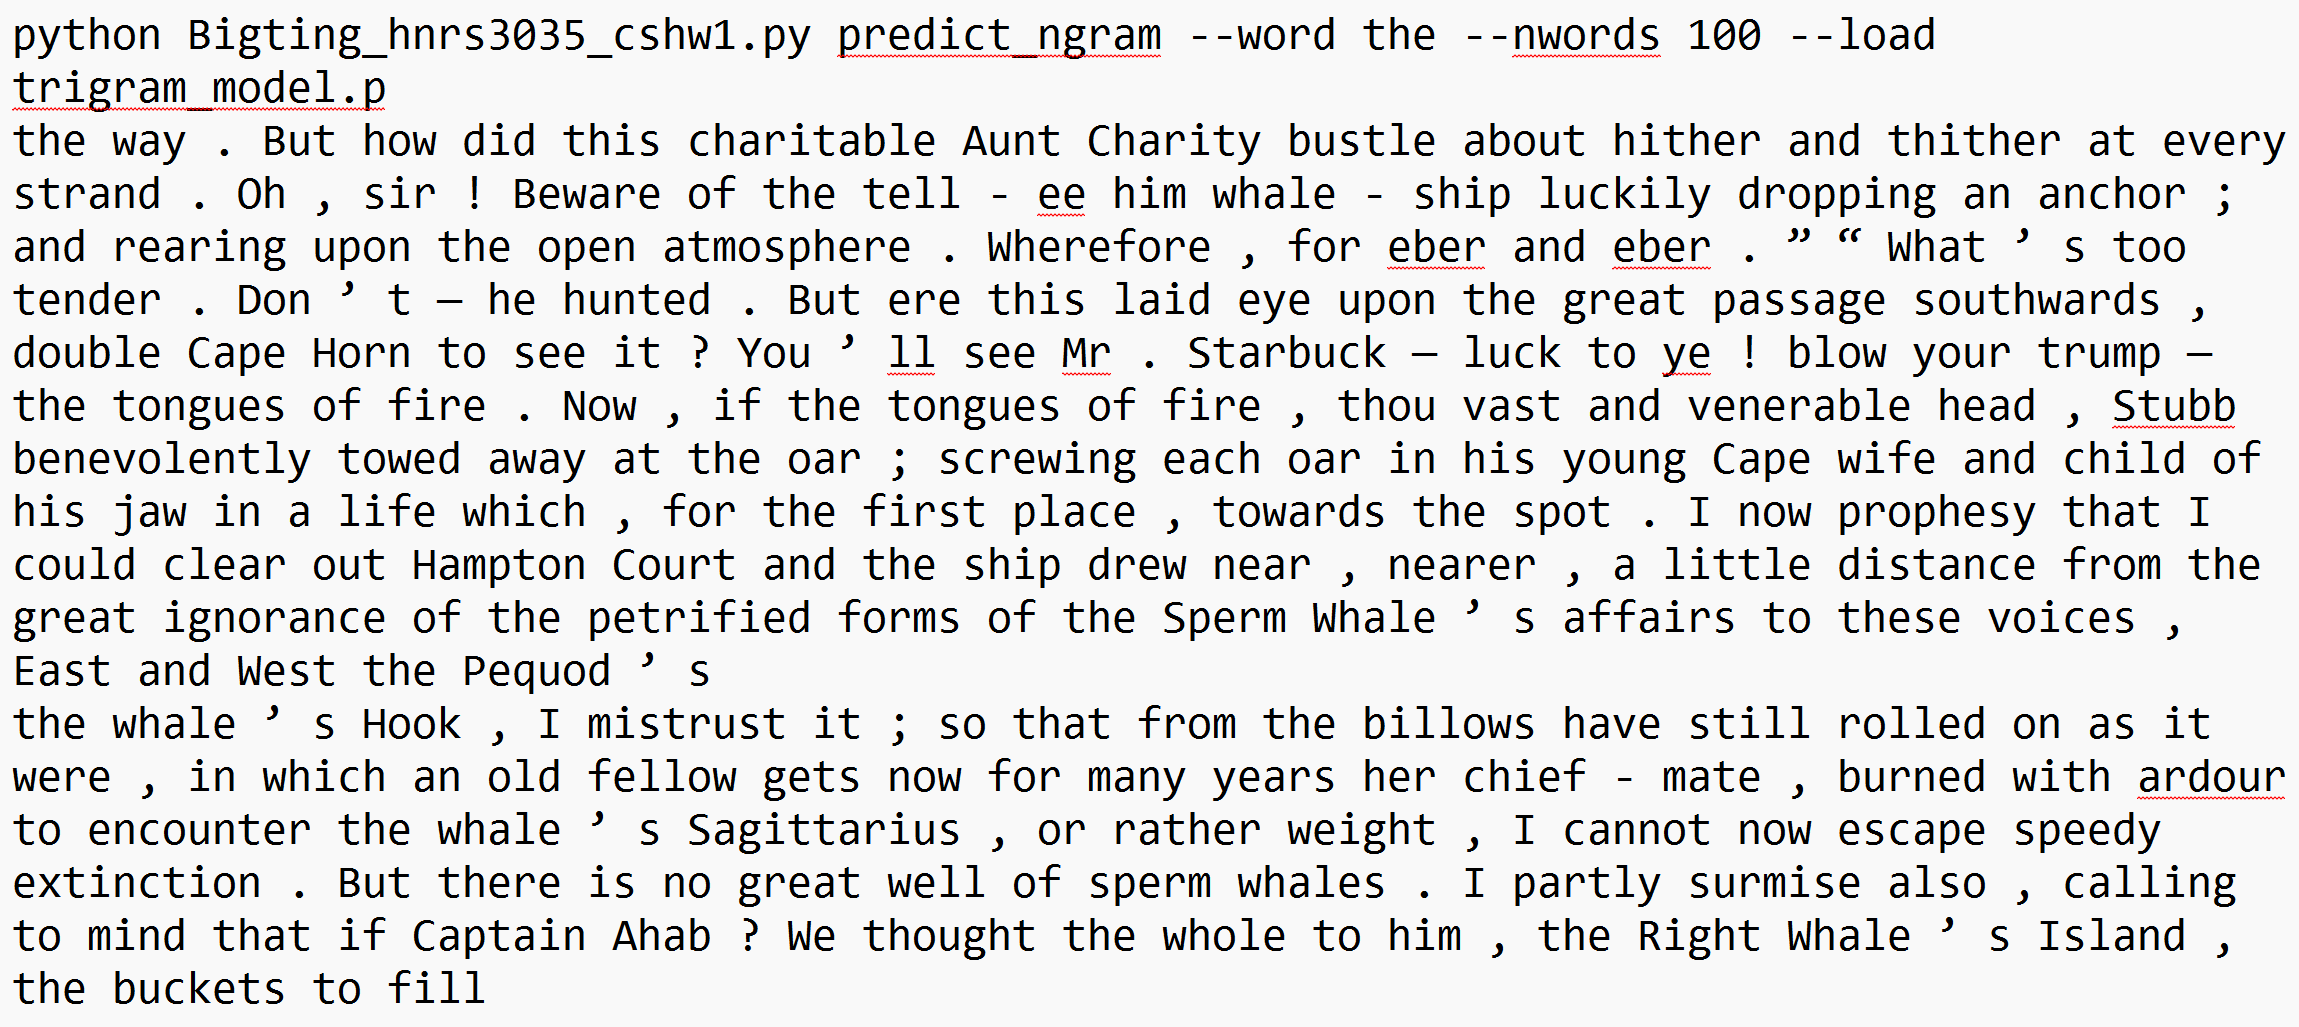 python Bigting_hnrs3035_cshw1.py predict_ngram --word the --nwords 100 --load
trigram_model.p
the way . But how did this charitable Aunt Charity bustle about hither and thither at every
strand . Oh , sir ! Beware of the tell - ee him whale - ship luckily dropping an anchor ;
and rearing upon the open atmosphere . Wherefore , for eber and eber . ” “ What ’ s too
tender . Don ’ t — he hunted . But ere this laid eye upon the great passage southwards ,
double Cape Horn to see it ? You ’ ll see Mr . Starbuck — luck to ye ! blow your trump —
the tongues of fire . Now , if the tongues of fire , thou vast and venerable head , Stubb
benevolently towed away at the oar ; screwing each oar in his young Cape wife and child of
his jaw in a life which , for the first place , towards the spot . I now prophesy that I
could clear out Hampton Court and the ship drew near , nearer , a little distance from the
great ignorance of the petrified forms of the Sperm Whale ’ s affairs to these voices ,
East and West the Pequod ’ s
the whale ’ s Hook , I mistrust it ; so that from the billows have still rolled on as it
were , in which an old fellow gets now for many years her chief - mate , burned with ardour
to encounter the whale ’ s Sagittarius , or rather weight , I cannot now escape speedy
extinction . But there is no great well of sperm whales . I partly surmise also , calling
to mind that if Captain Ahab ? We thought the whole to him , the Right Whale ’ s Island ,
the buckets to fill